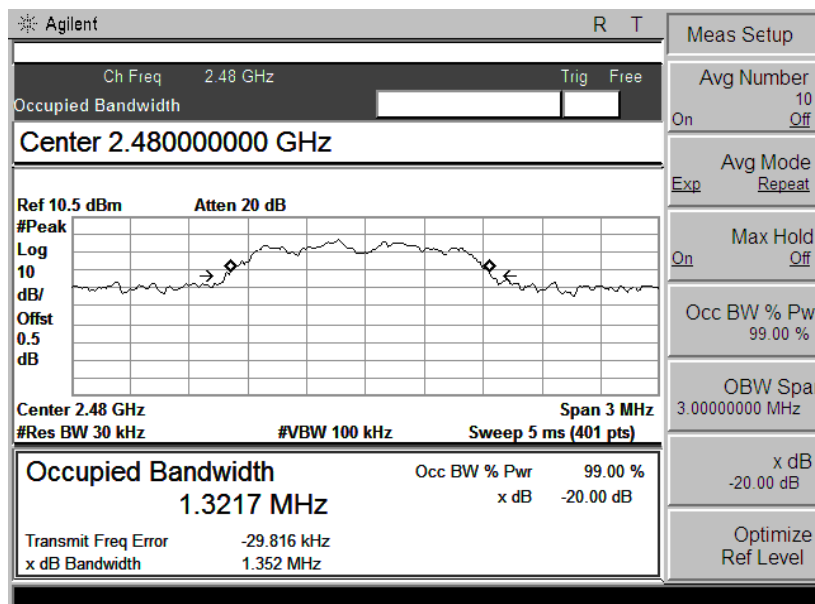 Agilent R T
Ch Freq 2.48 GHz Trig Free
Occupied Bandwidth
Center 2.480000000 GHz
Ref 10.5 dBm Atten 20 dB
#Peak
Log
10
dB/
Offst
0.5
dB
Center 2.48 GHz Span 3 MHz
#Res BW 30 kHz #VBW 100 kHz Sweep 5 ms (401 pts)
Occupied Bandwidth Occ BW % Pwr 99.00 %
1.3217 MHz x dB -20.00 dB
Transmit Freq Error -29.816 kHz
x dB Bandwidth 1.352 MHz
Meas Setup
Avg Number
10
On Off
Avg Mode
Exp Repeat
Max Hold
On Off
Occ BW % Pw
99.00 %
OBW Spa
3.00000000 MHz
x dB
-20.00 dB
Optimize
Ref Level